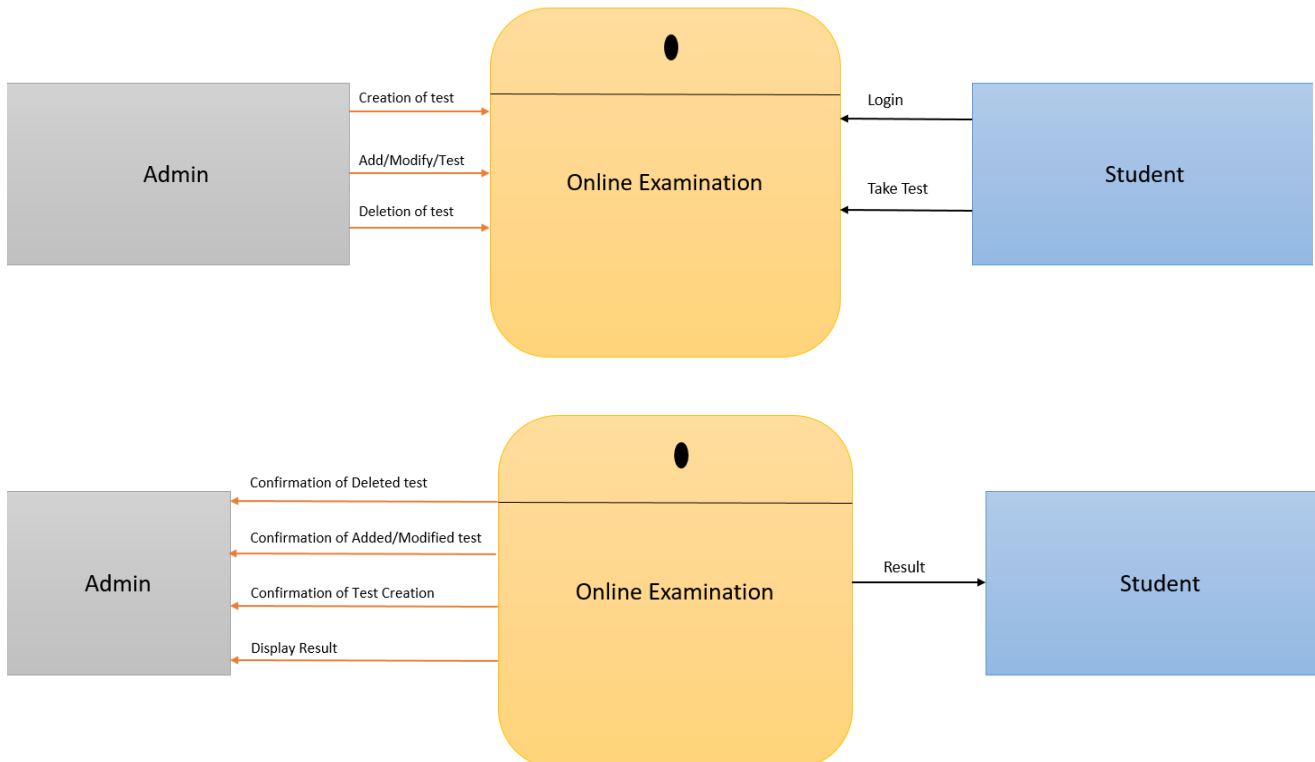 Creation of test
Login
Admin
Add/Modify/Test
Online Examination
Student
Take Test
Deletion of test
Confirmation of Deleted test
Confirmation of Added/Modified test
Admin
Online Examination
Result
Student
Confirmation of Test Creation
Display Result